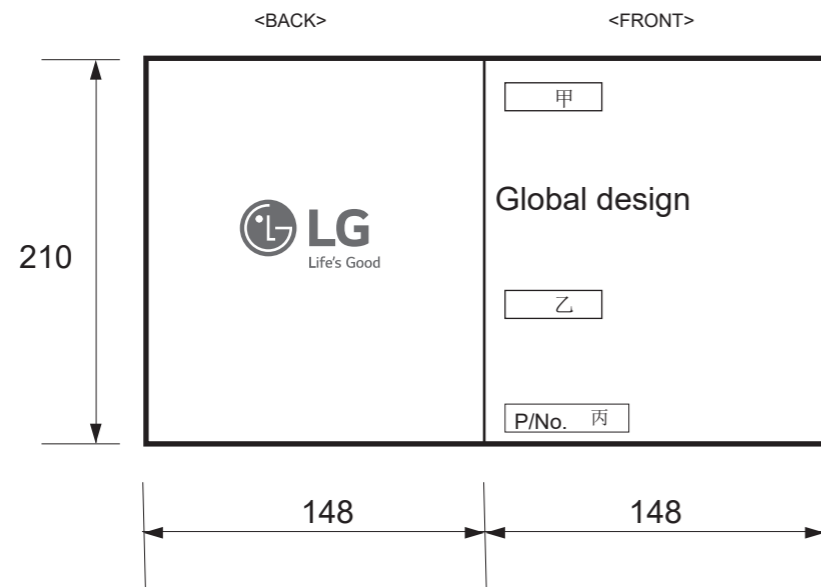 <BACK>
<FRONT>
甲
Global design
LG
Life's Good
210
乙
P/No. 丙
148
148